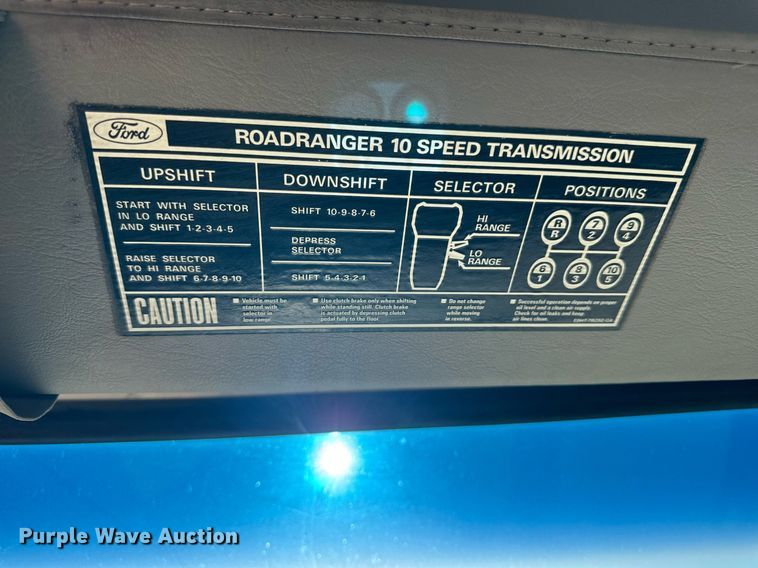 Ford
ROADRANGER 10 SPEED TRANSMISSION
UPSHIFT
START WITH SELECTOR
IN LO RANGE
AND SHIFT 1-2-3-4-5
RAISE SELECTOR
TO HI RANGE
AND SHIFT 6-7-8-9-10
DOWNSHIFT
SHIFT 10-9-8-7-6
DEPRESS
SELECTOR
SHIFT 5-4-3-2-1
SELECTOR
HI
RANGE
LO
RANGE
POSITIONS
R 7 9
R 2 4
6 8 10
1 3 5
CAUTION
Vehicle must be
started with
selector in
low range
Use clutch brake only when shifting
while standing still. Clutch brake
is actuated by depressing clutch
pedal fully to the floor.
Do not change
range selector
while moving
in reverse.
Successful operation depends on proper
oil level and a clean air supply.
Check for oil leaks and keep
air lines clean.
Purple Wave Auction